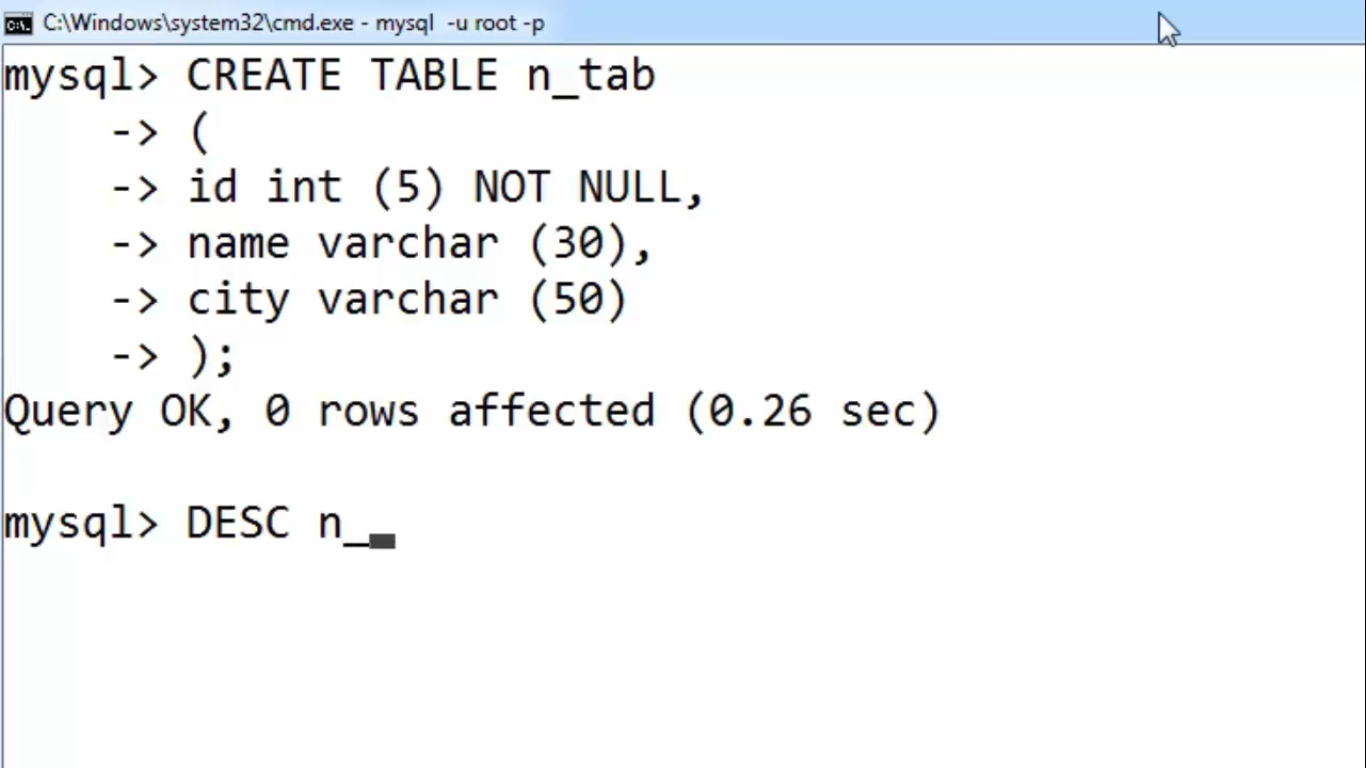 C:\Windows\system32\cmd.exe - mysql  -u root -p
mysql> CREATE TABLE n_tab
    -> (
    -> id int (5) NOT NULL,
    -> name varchar (30),
    -> city varchar (50)
    -> );
Query OK, 0 rows affected (0.26 sec)
mysql> DESC n_